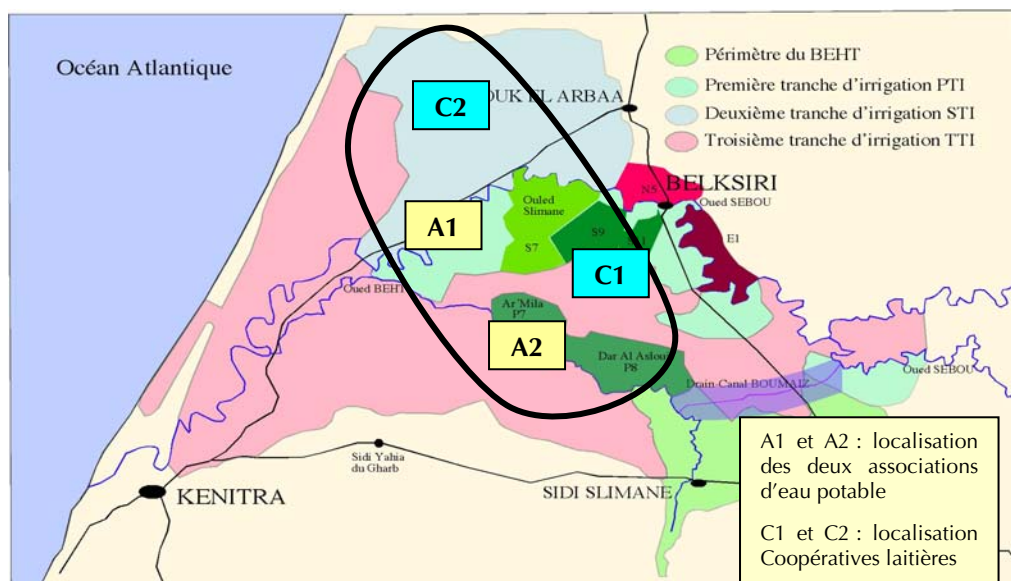 Océan Atlantique
Périmètre du BEHT
Première tranche d'irrigation PTI
Deuxième tranche d'irrigation STI
Troisième tranche d'irrigation TTI
C2
OUK EL ARBAA
BELKSIRI
N5
Oued SEBOU
Ouled
Slimane
A1
S9
E1
S7
C1
Oued BEHT
Ar'Mila
P7
A2
Dar Al Aslouj
P8
Oued SEBOU
Drain-Canal BOUMAIZ
Sidi Yahia
du Gharb
KENITRA
SIDI SLIMANE
A1 et A2 : localisation
des deux associations
d'eau potable
C1 et C2 : localisation
Coopératives laitières